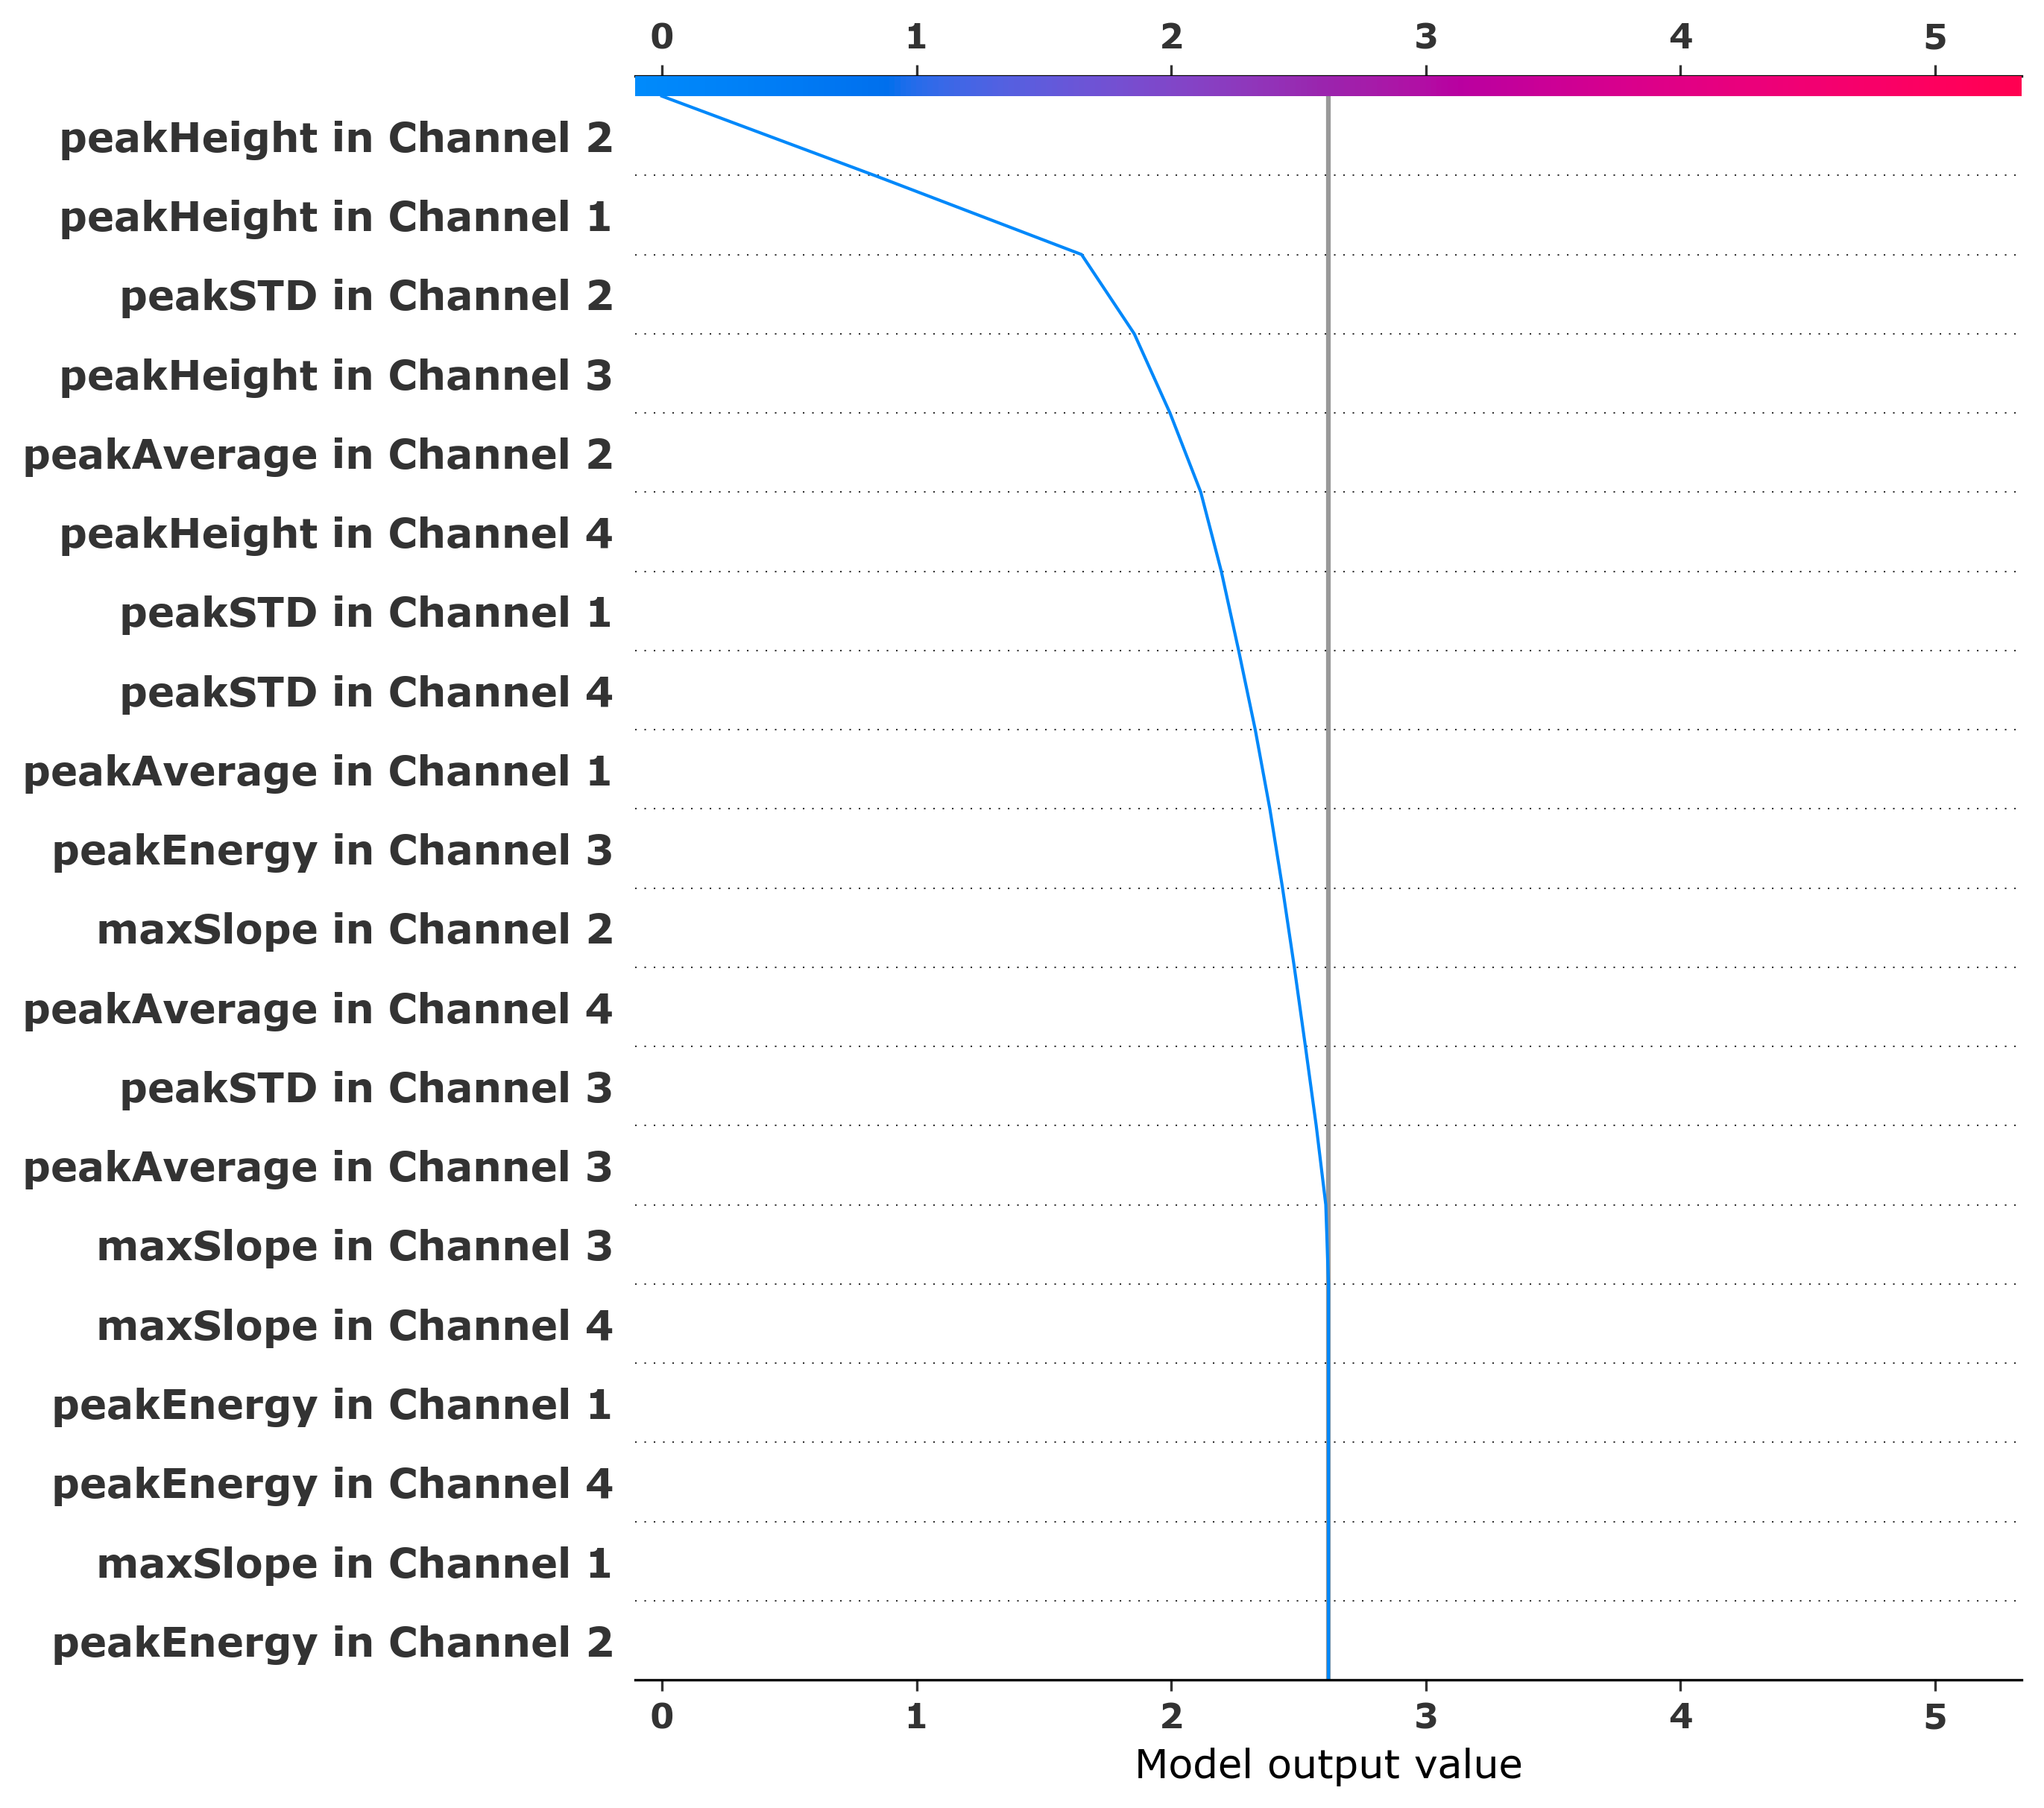 0 1 2 3 4 5
peakHeight in Channel 2
peakHeight in Channel 1
peakSTD in Channel 2
peakHeight in Channel 3
peakAverage in Channel 2
peakHeight in Channel 4
peakSTD in Channel 1
peakSTD in Channel 4
peakAverage in Channel 1
peakEnergy in Channel 3
maxSlope in Channel 2
peakAverage in Channel 4
peakSTD in Channel 3
peakAverage in Channel 3
maxSlope in Channel 3
maxSlope in Channel 4
peakEnergy in Channel 1
peakEnergy in Channel 4
maxSlope in Channel 1
peakEnergy in Channel 2
0 1 2 3 4 5
Model output value